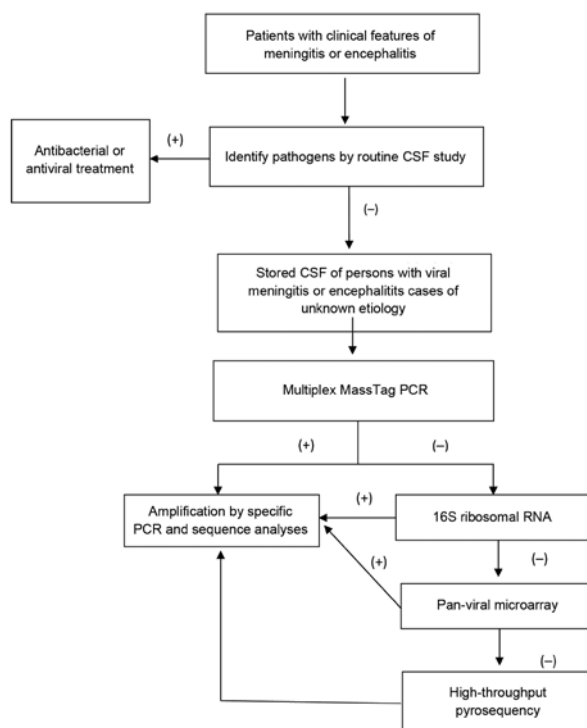 Patients with clinical features of
meningitis or encephalitis
(+)
Antibacterial or
antiviral treatment
Identify pathogens by routine CSF study
(–)
Stored CSF of persons with viral
meningitis or encephalitits cases of
unknown etiology
Multiplex MassTag PCR
(+)
(–)
Amplification by specific
PCR and sequence analyses
(+)
16S ribosomal RNA
(+)
(–)
Pan-viral microarray
(–)
High-throughput
pyrosequency